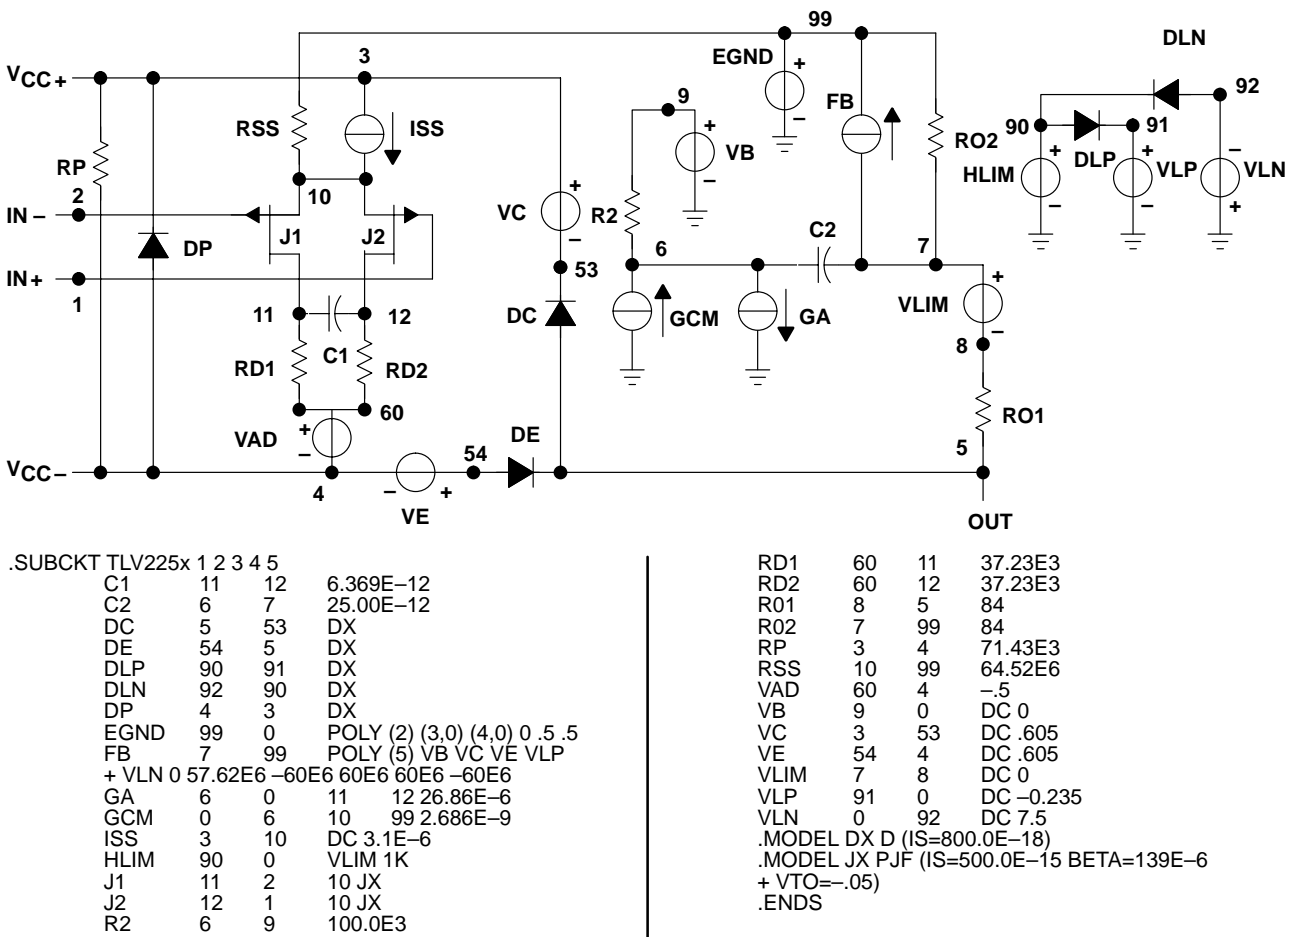 99
DLN
EGND
+
–
VCC+
3
92
9
FB
RSS
ISS
+
–
VB
RO2
90
91
DLP
RP
HLIM
+
–
+
–
VLP
–
+
VLN
10
2
IN –
VC
+
–
R2
C2
J1
J2
DP
6
7
IN+
1
53
+
–
VLIM
11
12
DC
GCM
GA
C1
8
RD1
RD2
60
RO1
VAD
+
–
DE
54
5
VCC–
4
–
+
VE
OUT
.SUBCKT TLV225x 1 2 3 4 5
C1 11 12 6.369E–12
C2 6 7 25.00E–12
DC 5 53 DX
DE 54 5 DX
DLP 90 91 DX
DLN 92 90 DX
DP 4 3 DX
EGND 99 0 POLY (2) (3,0) (4,0) 0 .5 .5
FB 7 99 POLY (5) VB VC VE VLP
+ VLN 0 57.62E6 –60E6 60E6 60E6 –60E6
GA 6 0 11 12 26.86E–6
GCM 0 6 10 99 2.686E–9
ISS 3 10 DC 3.1E–6
HLIM 90 0 VLIM 1K
J1 11 2 10 JX
J2 12 1 10 JX
R2 6 9 100.0E3
RD1 60 11 37.23E3
RD2 60 12 37.23E3
R01 8 5 84
R02 7 99 84
RP 3 4 71.43E3
RSS 10 99 64.52E6
VAD 60 4 –.5
VB 9 0 DC 0
VC 3 53 DC .605
VE 54 4 DC .605
VLIM 7 8 DC 0
VLP 91 0 DC –0.235
VLN 0 92 DC 7.5
.MODEL DX D (IS=800.0E–18)
.MODEL JX PJF (IS=500.0E–15 BETA=139E–6
+ VTO=–.05)
.ENDS